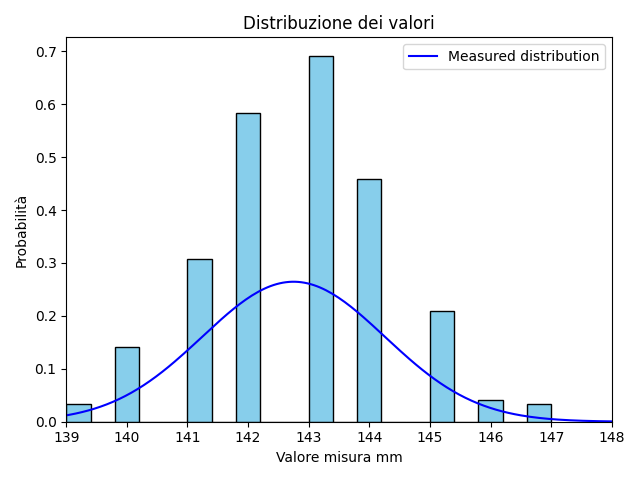 Distribuzione dei valori
Measured distribution
Probabilità
0.7
0.6
0.5
0.4
0.3
0.2
0.1
0.0
139 140 141 142 143 144 145 146 147 148
Valore misura mm